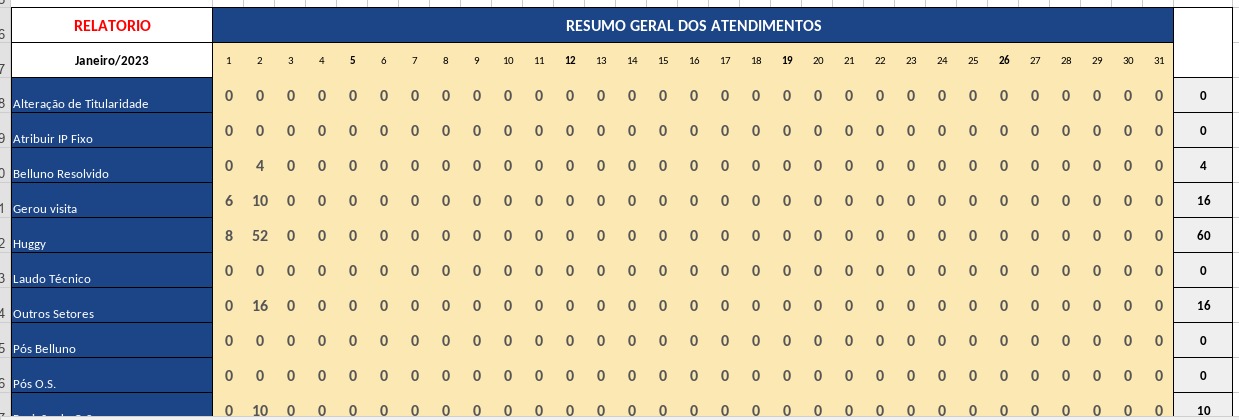 RELATORIO RESUMO GERAL DOS ATENDIMENTOS
Janeiro/2023 1 2 3 4 5 6 7 8 9 10 11 12 13 14 15 16 17 18 19 20 21 22 23 24 25 26 27 28 29 30 31
Alteração de Titularidade 0 0 0 0 0 0 0 0 0 0 0 0 0 0 0 0 0 0 0 0 0 0 0 0 0 0 0 0 0 0 0 0
Atribuir IP Fixo 0 0 0 0 0 0 0 0 0 0 0 0 0 0 0 0 0 0 0 0 0 0 0 0 0 0 0 0 0 0 0 0
Belluno Resolvido 0 4 0 0 0 0 0 0 0 0 0 0 0 0 0 0 0 0 0 0 0 0 0 0 0 0 0 0 0 0 0 4
Gerou visita 6 10 0 0 0 0 0 0 0 0 0 0 0 0 0 0 0 0 0 0 0 0 0 0 0 0 0 0 0 0 0 16
Huggy 8 52 0 0 0 0 0 0 0 0 0 0 0 0 0 0 0 0 0 0 0 0 0 0 0 0 0 0 0 0 0 60
Laudo Técnico 0 0 0 0 0 0 0 0 0 0 0 0 0 0 0 0 0 0 0 0 0 0 0 0 0 0 0 0 0 0 0 0
Outros Setores 0 16 0 0 0 0 0 0 0 0 0 0 0 0 0 0 0 0 0 0 0 0 0 0 0 0 0 0 0 0 0 16
Pós Belluno 0 0 0 0 0 0 0 0 0 0 0 0 0 0 0 0 0 0 0 0 0 0 0 0 0 0 0 0 0 0 0 0
Pós O.S. 0 0 0 0 0 0 0 0 0 0 0 0 0 0 0 0 0 0 0 0 0 0 0 0 0 0 0 0 0 0 0 0
0 10 0 0 0 0 0 0 0 0 0 0 0 0 0 0 0 0 0 0 0 0 0 0 0 0 0 0 0 0 0 10